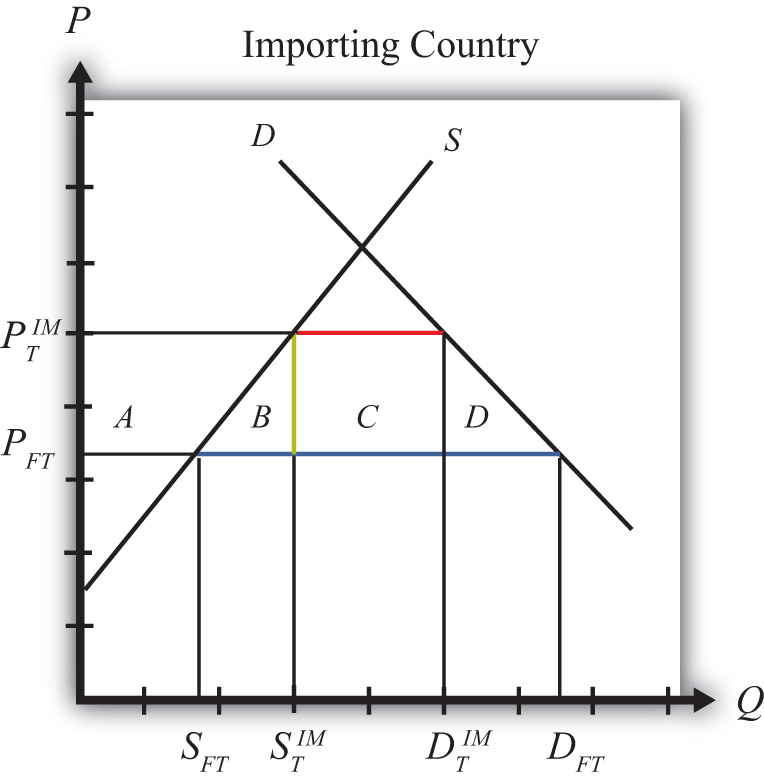 P
Importing Country
D
S
P_T^IM
A
B
C
D
P_FT
Q
S_FT
S_T^IM
D_T^IM
D_FT